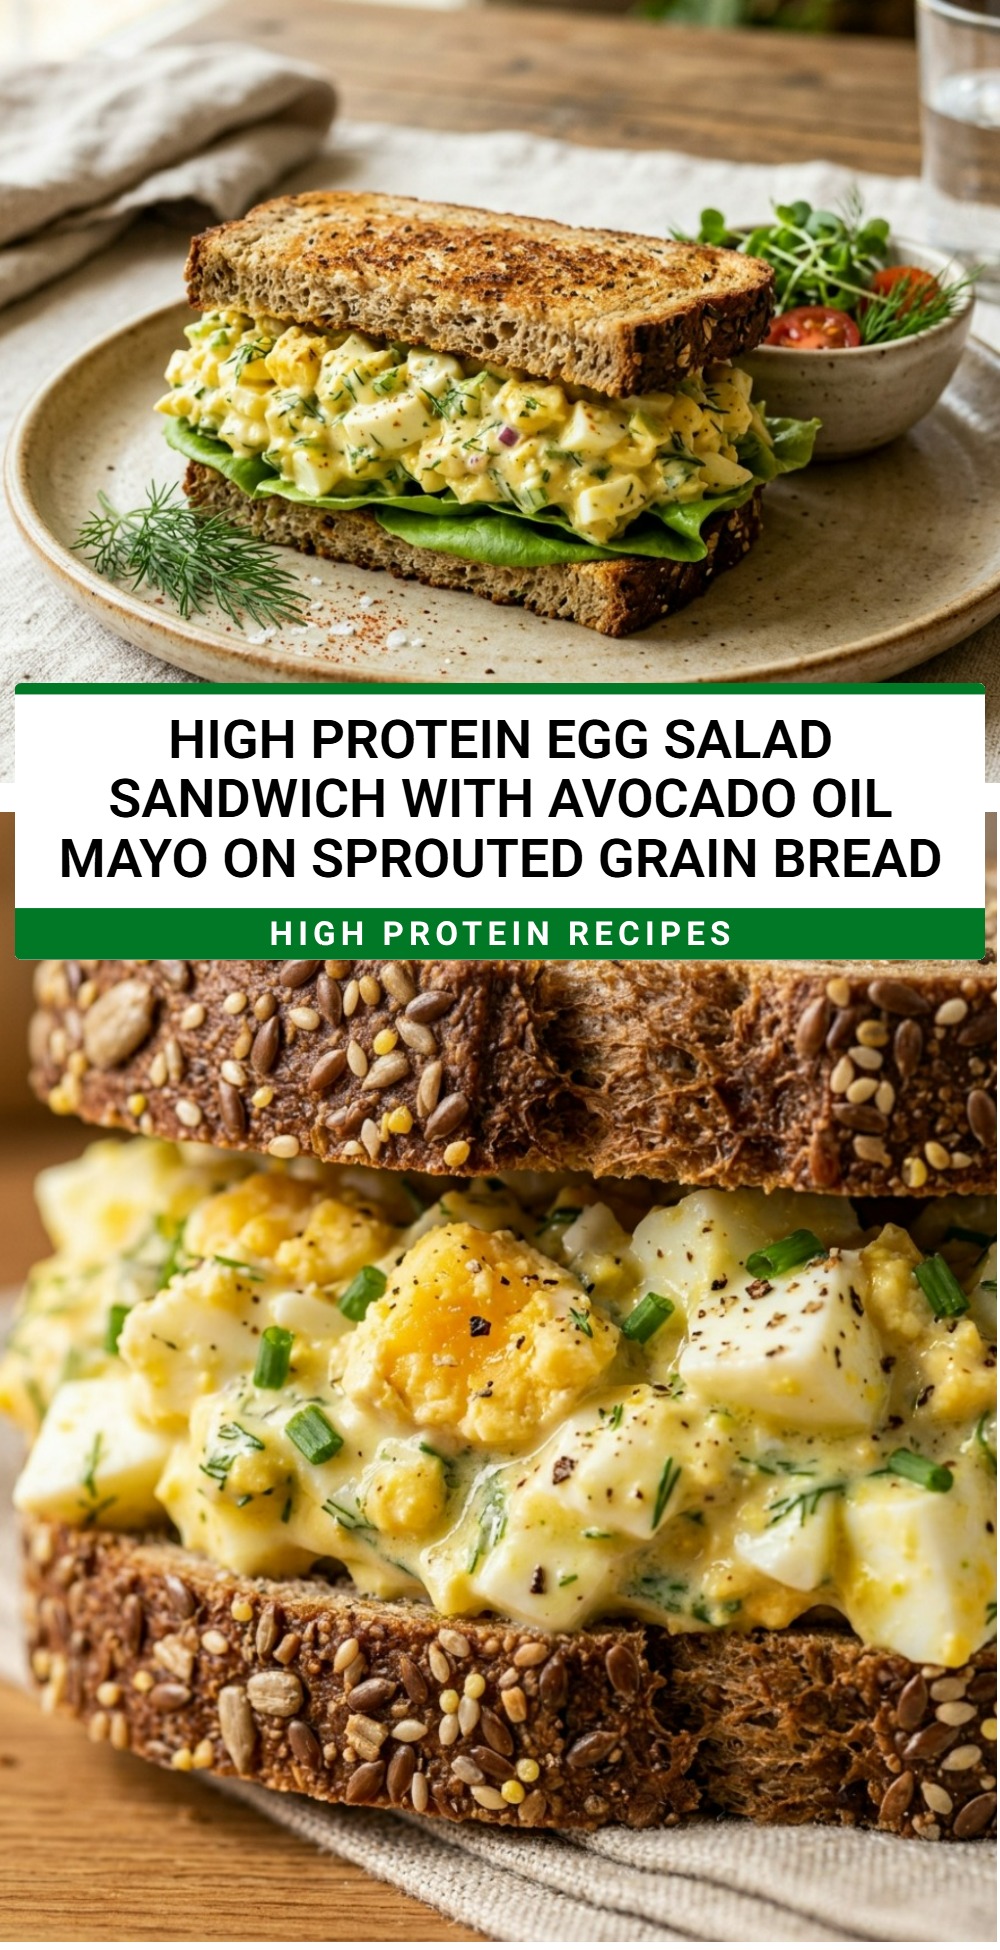 HIGH PROTEIN EGG SALAD
SANDWICH WITH AVOCADO OIL
MAYO ON SPROUTED GRAIN BREAD
HIGH PROTEIN RECIPES